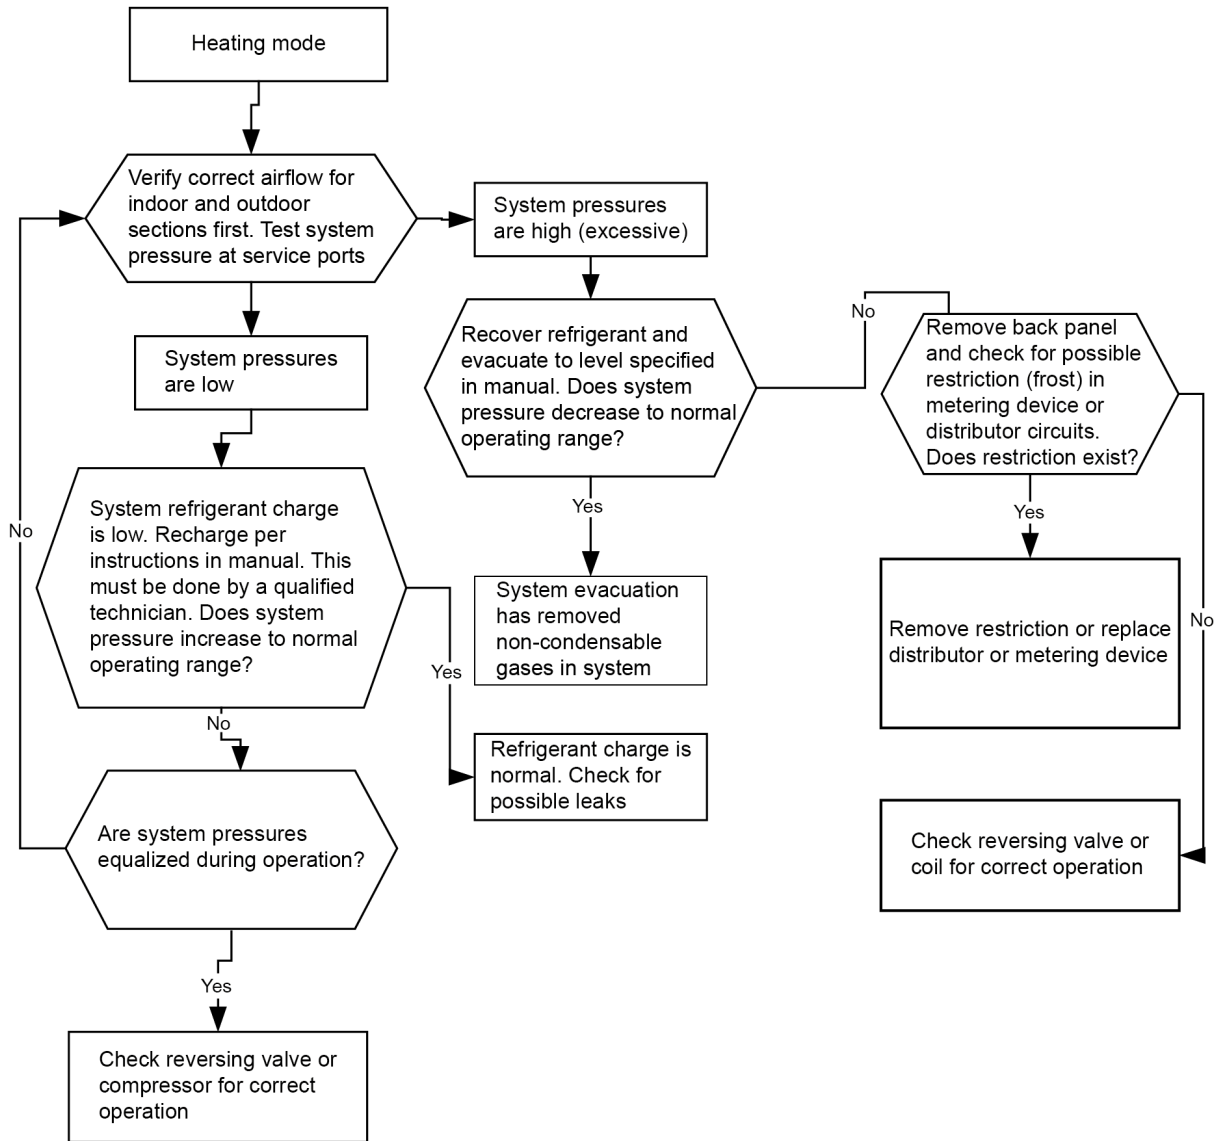 Heating mode
Verify correct airflow for
indoor and outdoor
sections first. Test system
pressure at service ports
System pressures
are high (excessive)
System pressures
are low
Recover refrigerant and
evacuate to level specified
in manual. Does system
pressure decrease to normal
operating range?
No
Remove back panel
and check for possible
restriction (frost) in
metering device or
distributor circuits.
Does restriction exist?
System refrigerant charge
is low. Recharge per
instructions in manual. This
must be done by a qualified
technician. Does system
pressure increase to normal
operating range?
No
Yes
Yes
System evacuation
has removed
non-condensable
gases in system
Yes
Remove restriction or replace
distributor or metering device
No
No
Refrigerant charge is
normal. Check for
possible leaks
Are system pressures
equalized during operation?
Check reversing valve or
coil for correct operation
Yes
Check reversing valve or
compressor for correct
operation